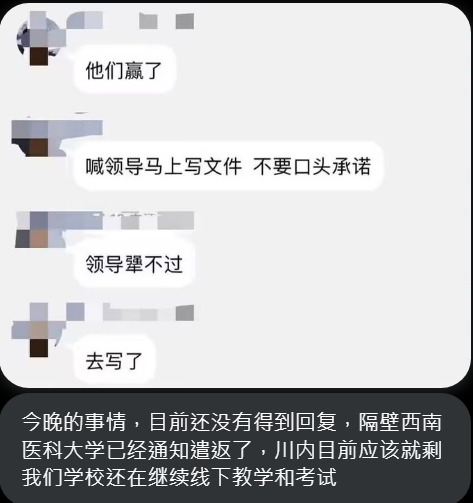 他们赢了
喊领导马上写文件 不要口头承诺
领导犟不过
去写了
今晚的事情，目前还没有得到回复，隔壁西南
医科大学已经通知遣返了，川内目前应该就剩
我们学校还在继续线下教学和考试